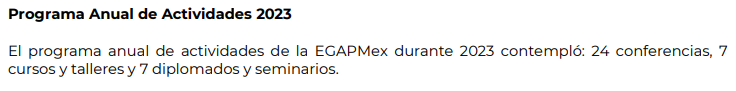 Programa Anual de Actividades 2023
El programa anual de actividades de la EGAPMex durante 2023 contempló: 24 conferencias, 7
cursos y talleres y 7 diplomados y seminarios.